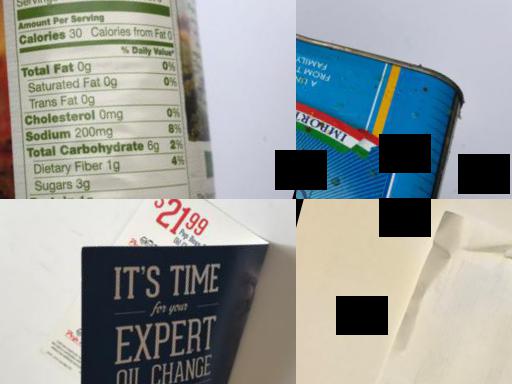 Amount Per Serving
Calories 30 Calories from Fat 0
% Daily Value*
Total Fat 0g 0%
Saturated Fat 0g 0%
Trans Fat 0g
Cholesterol 0mg 0%
Sodium 200mg 8%
Total Carbohydrate 6g 2%
Dietary Fiber 1g 4%
Sugars 3g
FAMILY
FROM
IMPORT
$21.99
IT'S TIME
for your
EXPERT
OIL CHANGE